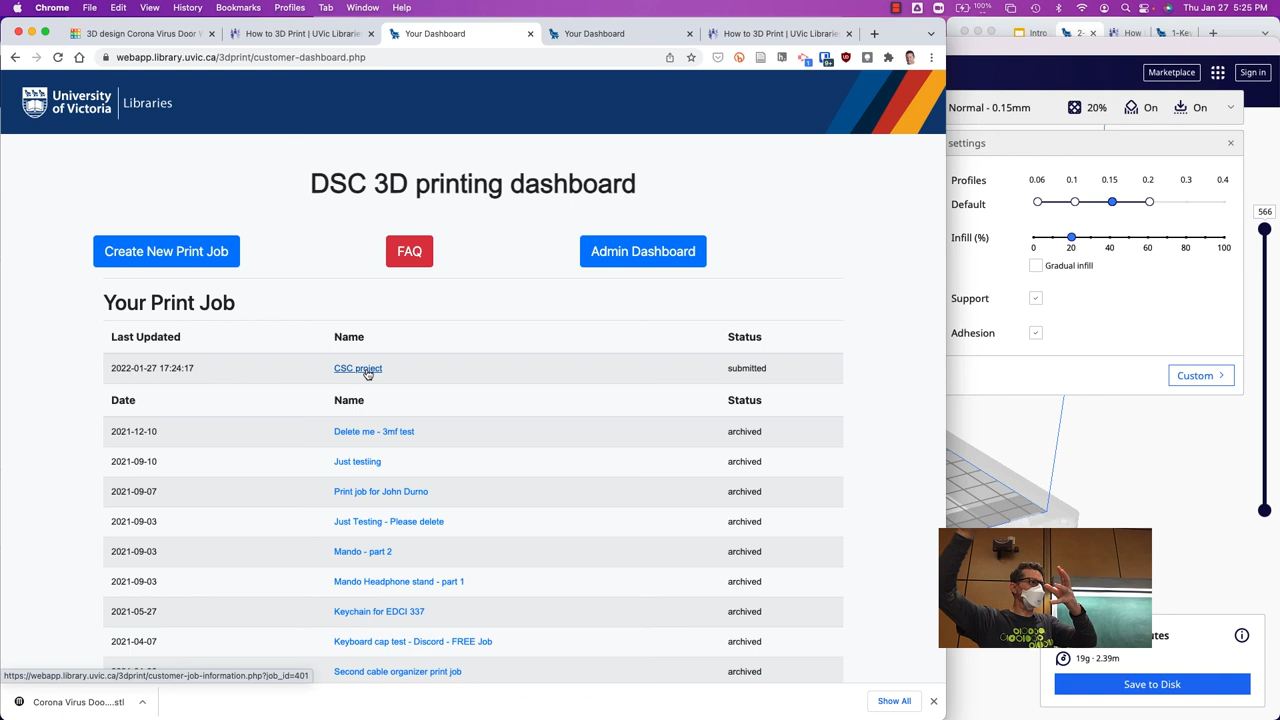 Chrome File Edit View History Bookmarks Profiles Tab Window Help 100% Thu Jan 27 5:25 PM
3D design Corona Virus Door
How to 3D Print | UVic Libraries
Your Dashboard
Your Dashboard
How to 3D Print | UVic Libraries
Intro
2-
How
1-Key
webapp.library.uvic.ca/3dprint/customer-dashboard.php
University of Victoria
Libraries
Marketplace
Sign in
Normal - 0.15mm 20% On On
settings
DSC 3D printing dashboard
Profiles 0.06 0.1 0.15 0.2 0.3 0.4
Default
Infill (%)
0 20 40 60 80 100
Gradual infill
Support
Adhesion
Custom
566
Create New Print Job
FAQ
Admin Dashboard
Your Print Job
Last Updated Name Status
2022-01-27 17:24:17 CSC project submitted
Date Name Status
2021-12-10 Delete me - 3mf test archived
2021-09-10 Just testiing archived
2021-09-07 Print job for John Durno archived
2021-09-03 Just Testing - Please delete archived
2021-09-03 Mando - part 2 archived
2021-09-03 Mando Headphone stand - part 1 archived
2021-05-27 Keychain for EDCI 337 archived
2021-04-07 Keyboard cap test - Discord - FREE Job archived
Second cable organizer print job archived
https://webapp.library.uvic.ca/3dprint/customer-job-information.php?job_id=401
19g · 2.39m
Save to Disk
Corona Virus Doo....stl
Show All